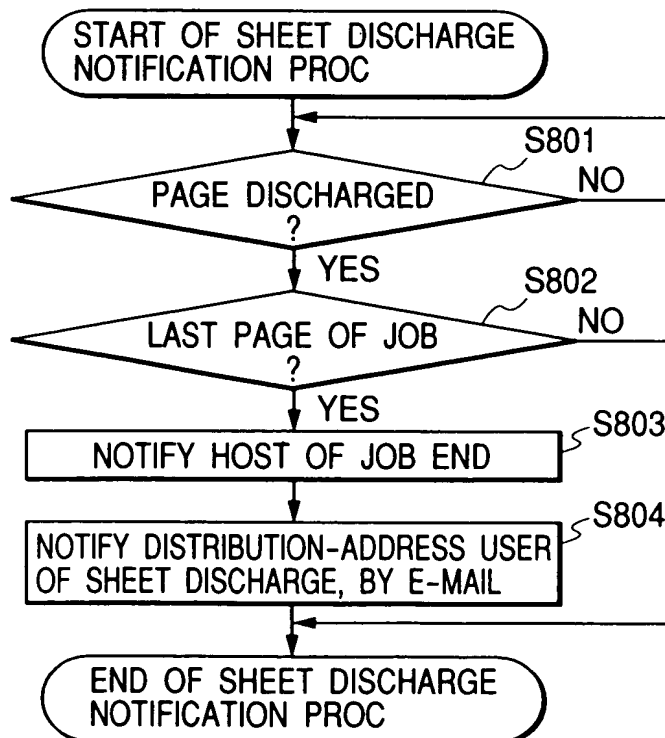 START OF SHEET DISCHARGE
NOTIFICATION PROC
S801
PAGE DISCHARGED
?
NO
YES
S802
LAST PAGE OF JOB
?
NO
YES
S803
NOTIFY HOST OF JOB END
S804
NOTIFY DISTRIBUTION-ADDRESS USER
OF SHEET DISCHARGE, BY E-MAIL
END OF SHEET DISCHARGE
NOTIFICATION PROC